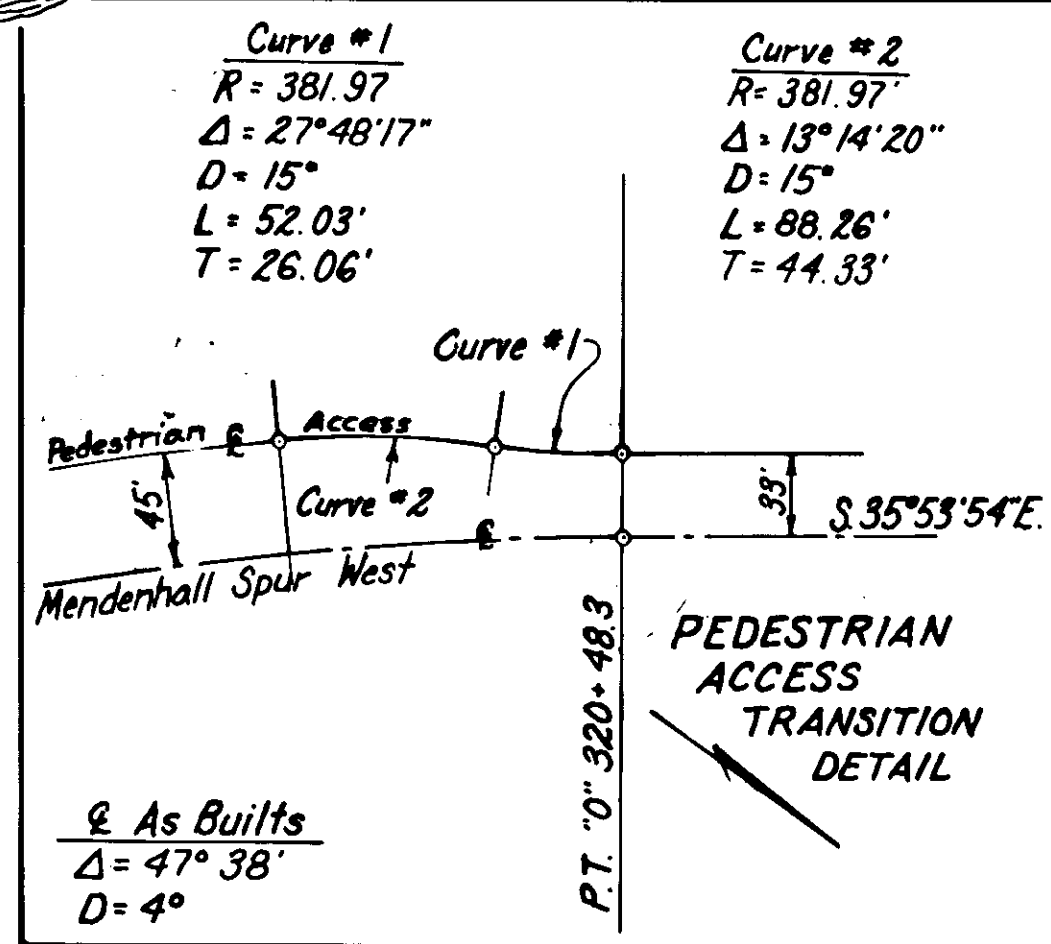 Curve #1
R = 381.97
Δ = 27°48'17"
D = 15°
L = 52.03'
T = 26.06'
Curve #2
R = 381.97'
Δ = 13°14'20"
D = 15°
L = 88.26'
T = 44.33'
Curve #1
Pedestrian ℄ Access
45'
Curve #2
33'
S. 35°53'54"E.
℄
Mendenhall Spur West
P.T. "O" 320+48.3
PEDESTRIAN
ACCESS
TRANSITION
DETAIL
℄ As Builts
Δ = 47° 38'
D = 4°